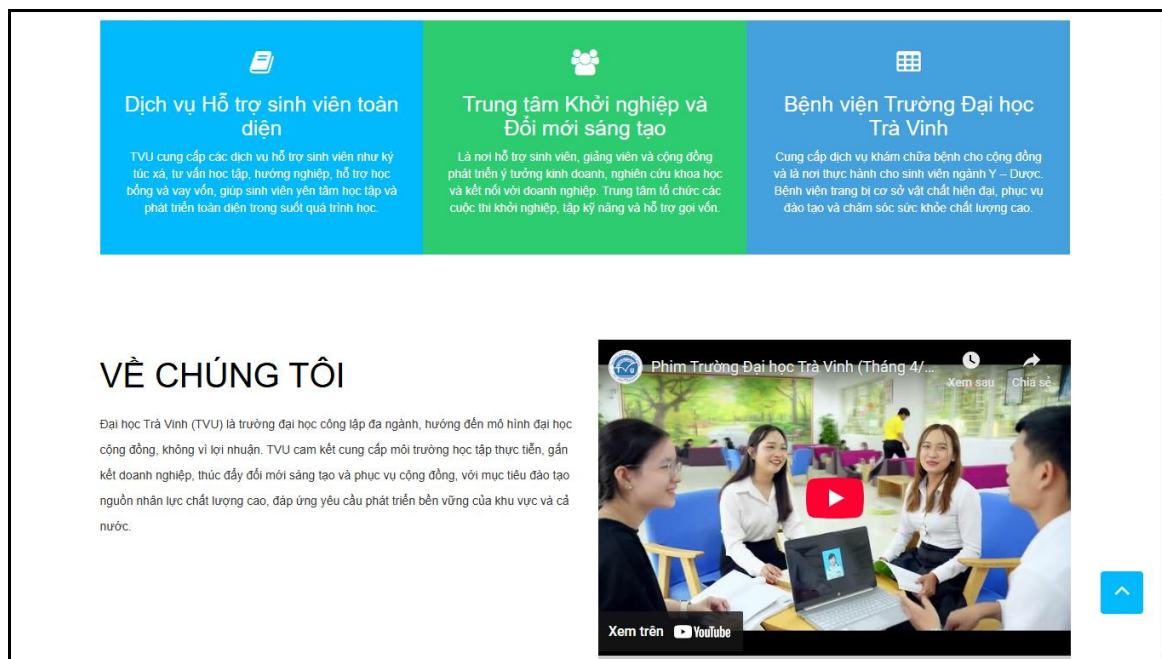 Dịch vụ Hỗ trợ sinh viên toàn
diện
TVU cung cấp các dịch vụ hỗ trợ sinh viên như ký
túc xá, tư vấn học tập, hướng nghiệp, hỗ trợ học
bổng và vay vốn, giúp sinh viên yên tâm học tập và
phát triển toàn diện trong suốt quá trình học.
Trung tâm Khởi nghiệp và
Đổi mới sáng tạo
Là nơi hỗ trợ sinh viên, giảng viên và cộng đồng
phát triển ý tưởng kinh doanh, nghiên cứu khoa học
và kết nối với doanh nghiệp. Trung tâm tổ chức các
cuộc thi khởi nghiệp, tập kỹ năng và hỗ trợ gọi vốn.
Bệnh viện Trường Đại học
Trà Vinh
Cung cấp dịch vụ khám chữa bệnh cho cộng đồng
và là nơi thực hành cho sinh viên ngành Y – Dược.
Bệnh viện trang bị cơ sở vật chất hiện đại, phục vụ
đào tạo và chăm sóc sức khỏe chất lượng cao.
VỀ CHÚNG TÔI
Đại học Trà Vinh (TVU) là trường đại học công lập đa ngành, hướng đến mô hình đại học
cộng đồng, không vì lợi nhuận. TVU cam kết cung cấp môi trường học tập thực tiễn, gắn
kết doanh nghiệp, thúc đẩy đổi mới sáng tạo và phục vụ cộng đồng, với mục tiêu đào tạo
nguồn nhân lực chất lượng cao, đáp ứng yêu cầu phát triển bền vững của khu vực và cả
nước.
Phim Trường Đại học Trà Vinh (Tháng 4/...
Xem sau
Chia sẻ
Xem trên YouTube